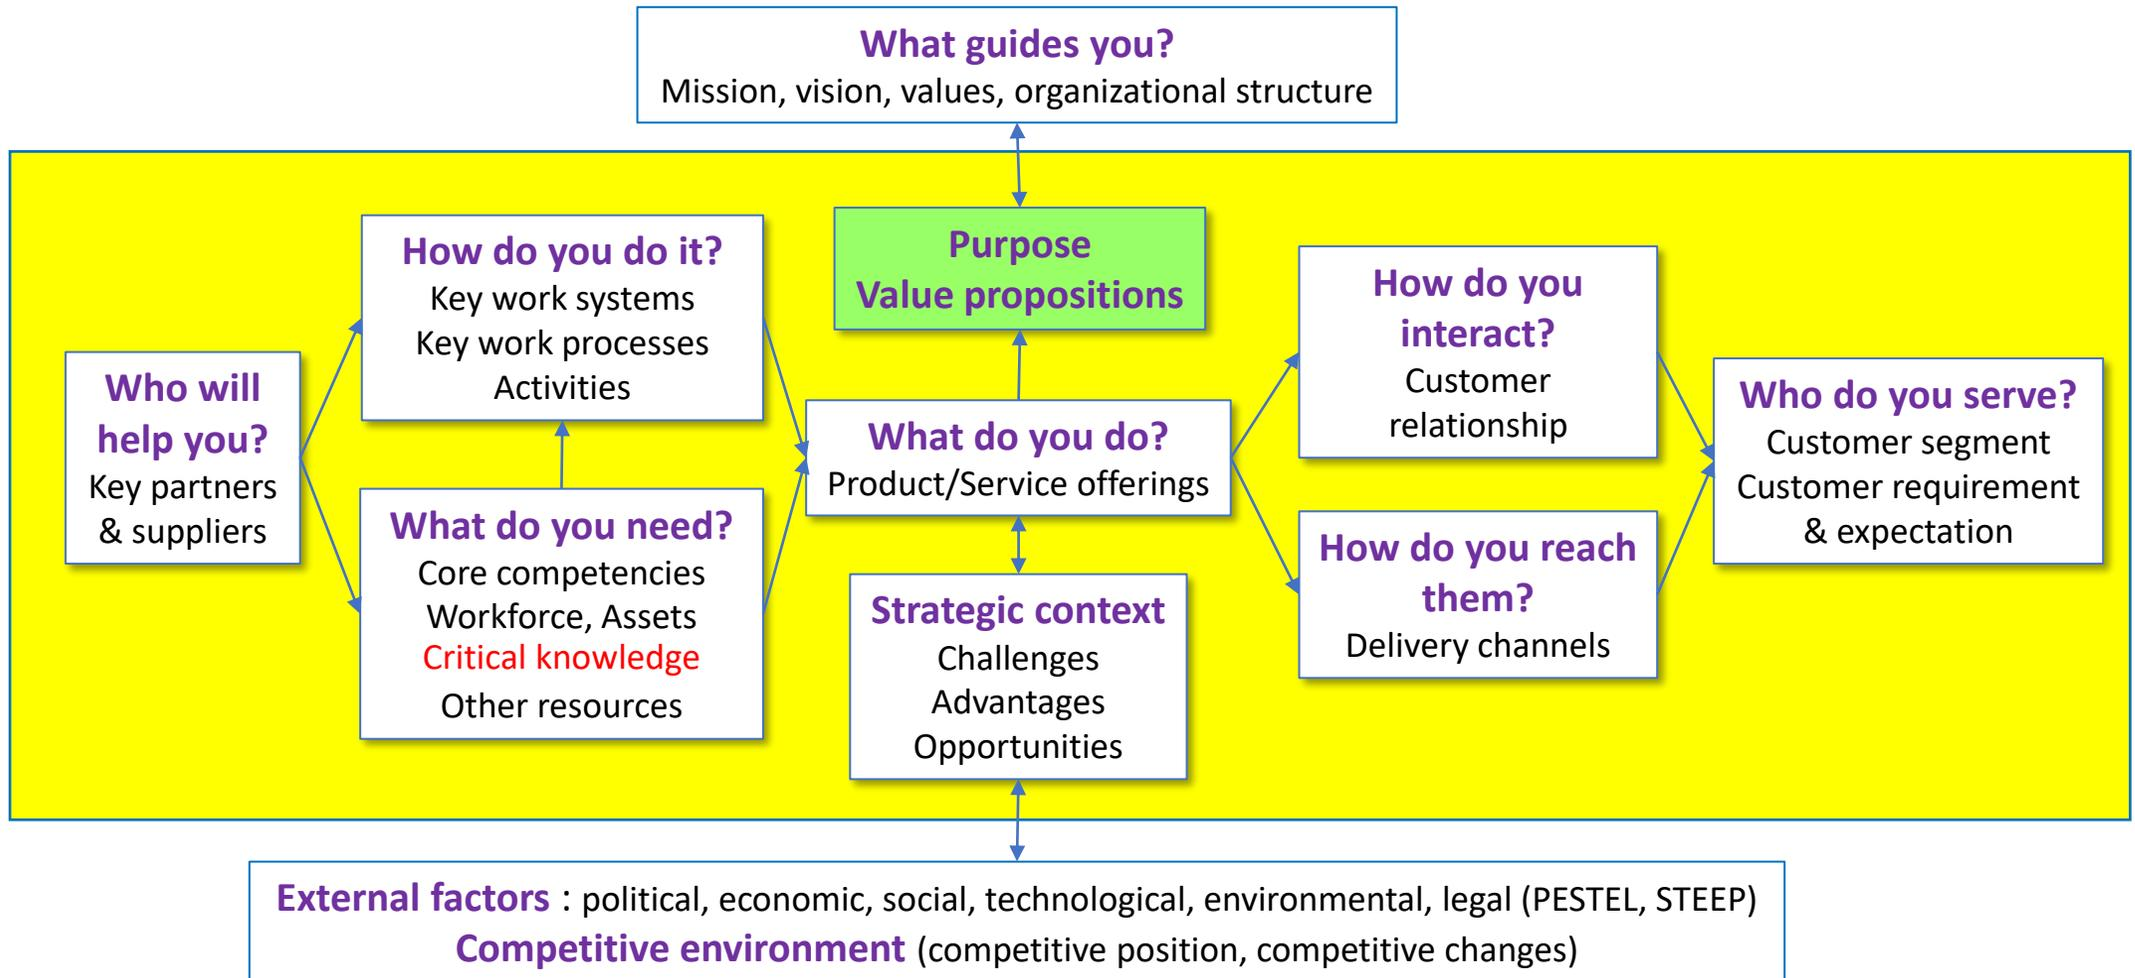 What guides you?
Mission, vision, values, organizational structure
Purpose
Value propositions
How do you do it?
Key work systems
Key work processes
Activities
Who will
help you?
Key partners
& suppliers
What do you need?
Core competencies
Workforce, Assets
Critical knowledge
Other resources
What do you do?
Product/Service offerings
Strategic context
Challenges
Advantages
Opportunities
How do you
interact?
Customer
relationship
How do you reach
them?
Delivery channels
Who do you serve?
Customer segment
Customer requirement
& expectation
External factors : political, economic, social, technological, environmental, legal (PESTEL, STEEP)
Competitive environment (competitive position, competitive changes)